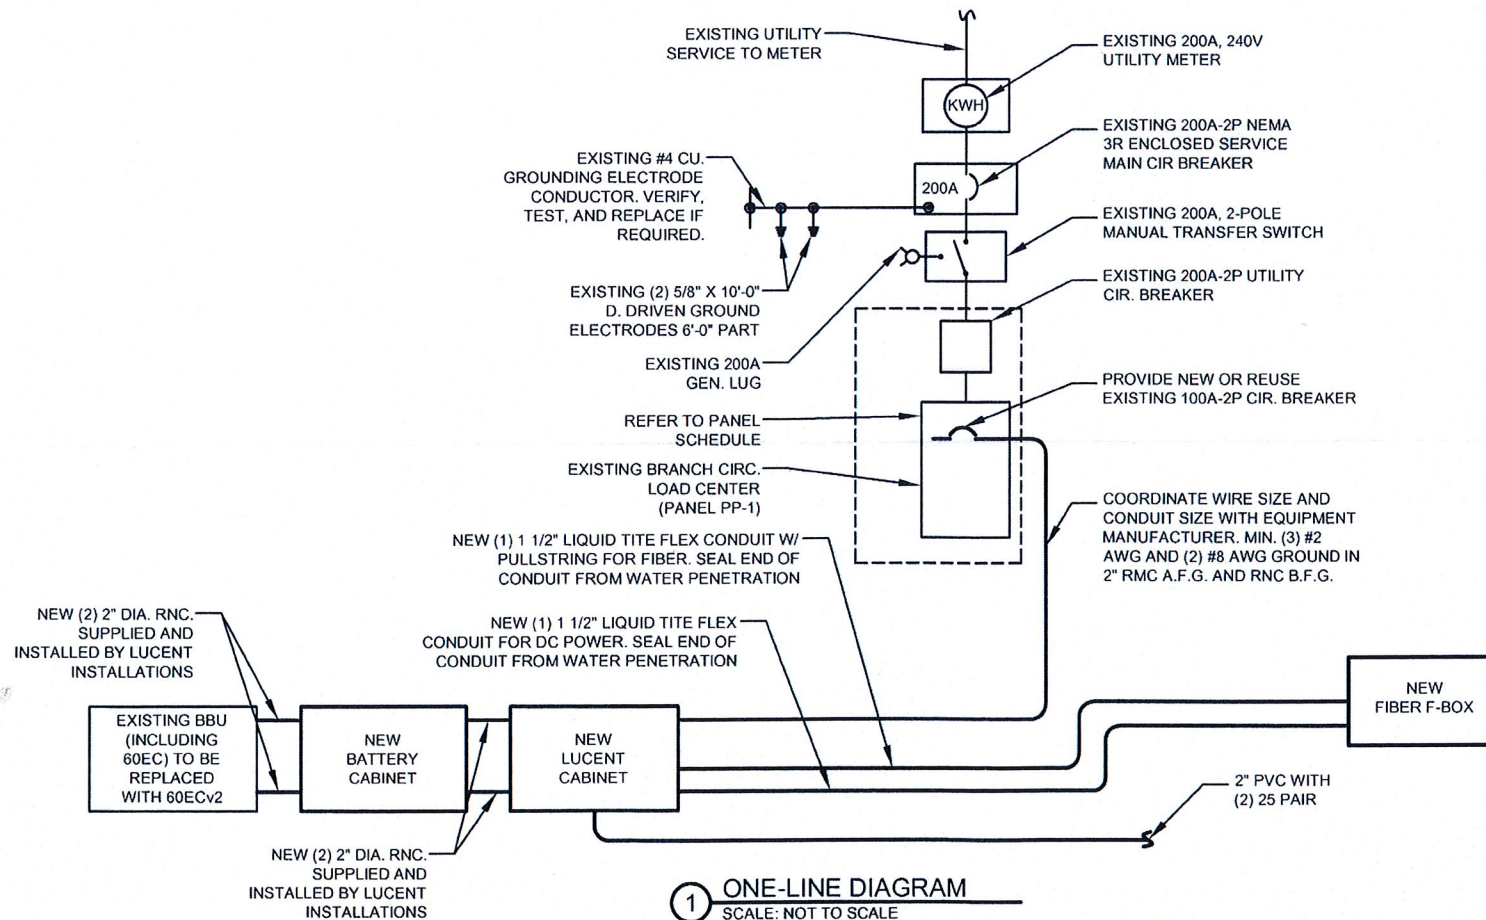 EXISTING UTILITY
SERVICE TO METER
EXISTING 200A, 240V
UTILITY METER
KWH
EXISTING 200A-2P NEMA
3R ENCLOSED SERVICE
MAIN CIR BREAKER
EXISTING #4 CU.
GROUNDING ELECTRODE
CONDUCTOR. VERIFY,
TEST, AND REPLACE IF
REQUIRED.
200A
EXISTING 200A, 2-POLE
MANUAL TRANSFER SWITCH
EXISTING (2) 5/8" X 10'-0"
D. DRIVEN GROUND
ELECTRODES 6'-0" PART
EXISTING 200A-2P UTILITY
CIR. BREAKER
EXISTING 200A
GEN. LUG
PROVIDE NEW OR REUSE
EXISTING 100A-2P CIR. BREAKER
REFER TO PANEL
SCHEDULE
EXISTING BRANCH CIRC.
LOAD CENTER
(PANEL PP-1)
COORDINATE WIRE SIZE AND
CONDUIT SIZE WITH EQUIPMENT
MANUFACTURER. MIN. (3) #2
AWG AND (2) #8 AWG GROUND IN
2" RMC A.F.G. AND RNC B.F.G.
NEW (1) 1 1/2" LIQUID TITE FLEX CONDUIT W/
PULLSTRING FOR FIBER. SEAL END OF
CONDUIT FROM WATER PENETRATION
NEW (2) 2" DIA. RNC.
SUPPLIED AND
INSTALLED BY LUCENT
INSTALLATIONS
NEW (1) 1 1/2" LIQUID TITE FLEX
CONDUIT FOR DC POWER. SEAL END OF
CONDUIT FROM WATER PENETRATION
EXISTING BBU
(INCLUDING
60EC) TO BE
REPLACED
WITH 60ECv2
NEW
BATTERY
CABINET
NEW
LUCENT
CABINET
NEW
FIBER F-BOX
2" PVC WITH
(2) 25 PAIR
NEW (2) 2" DIA. RNC.
SUPPLIED AND
INSTALLED BY LUCENT
INSTALLATIONS
1 ONE-LINE DIAGRAM
SCALE: NOT TO SCALE